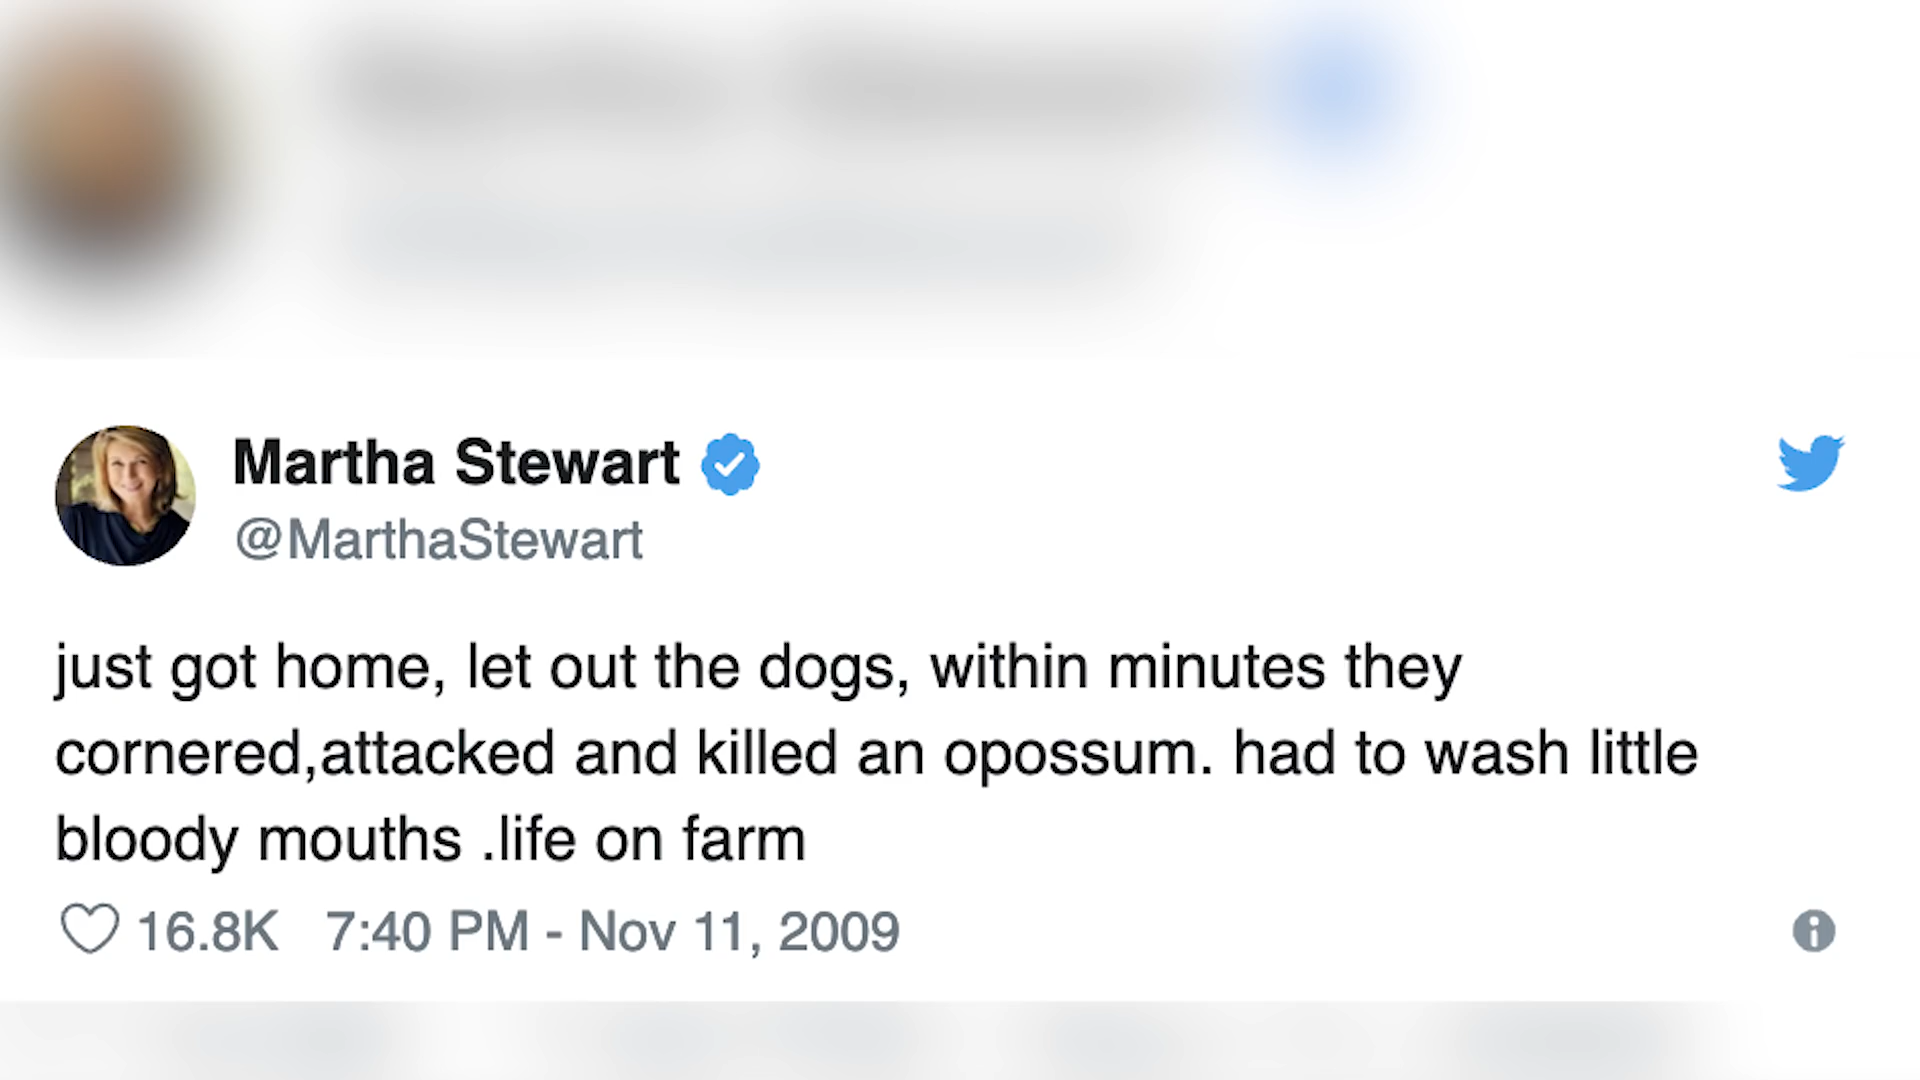 Martha Stewart
@MarthaStewart
just got home, let out the dogs, within minutes they
cornered,attacked and killed an opossum. had to wash little
bloody mouths .life on farm
16.8K 7:40 PM - Nov 11, 2009